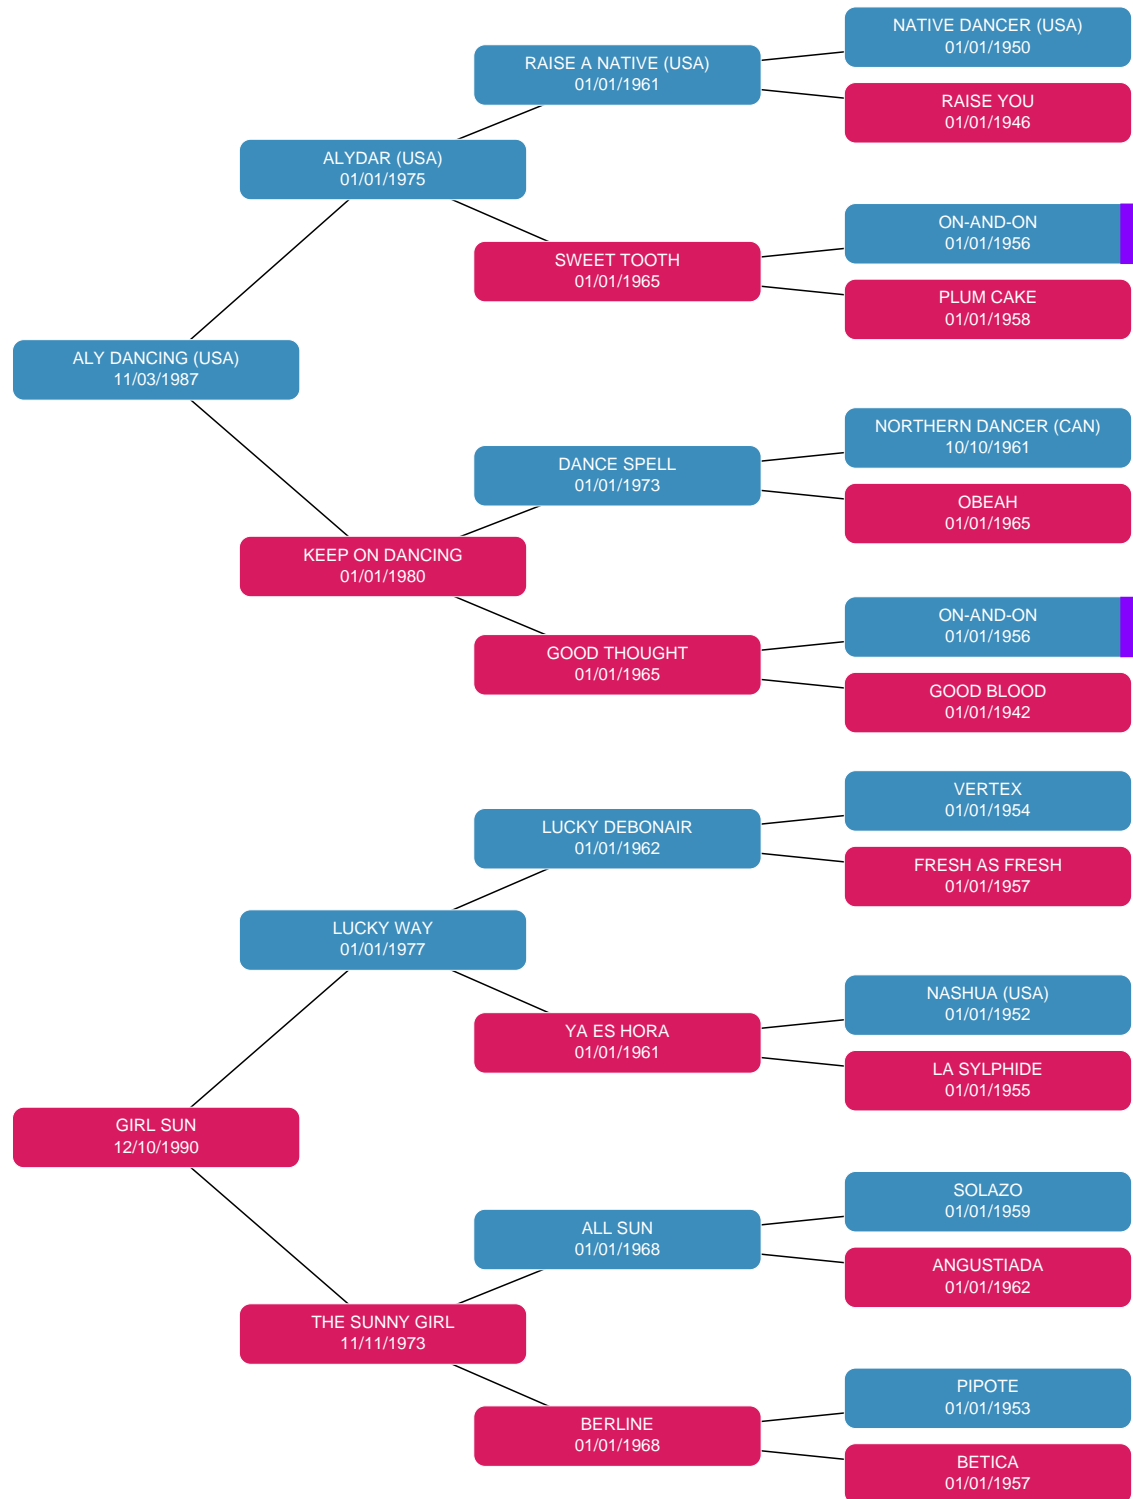 NATIVE DANCER (USA)
01/01/1950
RAISE A NATIVE (USA)
01/01/1961
RAISE YOU
01/01/1946
ALYDAR (USA)
01/01/1975
ON-AND-ON
01/01/1956
SWEET TOOTH
01/01/1965
PLUM CAKE
01/01/1958
ALY DANCING (USA)
11/03/1987
NORTHERN DANCER (CAN)
10/10/1961
DANCE SPELL
01/01/1973
OBEAH
01/01/1965
KEEP ON DANCING
01/01/1980
ON-AND-ON
01/01/1956
GOOD THOUGHT
01/01/1965
GOOD BLOOD
01/01/1942
VERTEX
01/01/1954
LUCKY DEBONAIR
01/01/1962
FRESH AS FRESH
01/01/1957
LUCKY WAY
01/01/1977
NASHUA (USA)
01/01/1952
YA ES HORA
01/01/1961
LA SYLPHIDE
01/01/1955
GIRL SUN
12/10/1990
SOLAZO
01/01/1959
ALL SUN
01/01/1968
ANGUSTIADA
01/01/1962
THE SUNNY GIRL
11/11/1973
PIPOTE
01/01/1953
BERLINE
01/01/1968
BETICA
01/01/1957